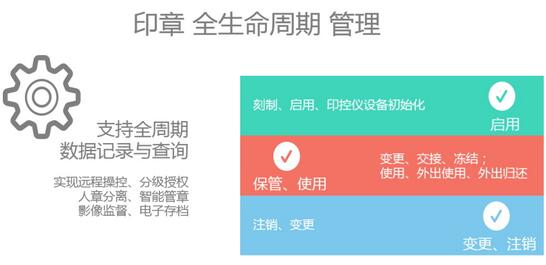 印章 全生命周期 管理
支持全周期
数据记录与查询
实现远程操控、分级授权
人章分离、智能管章
影像监督、电子存档
刻制、启用、印控仪设备初始化
启用
保管、使用
变更、交接、冻结；
使用、外出使用、外出归还
注销、变更
变更、注销